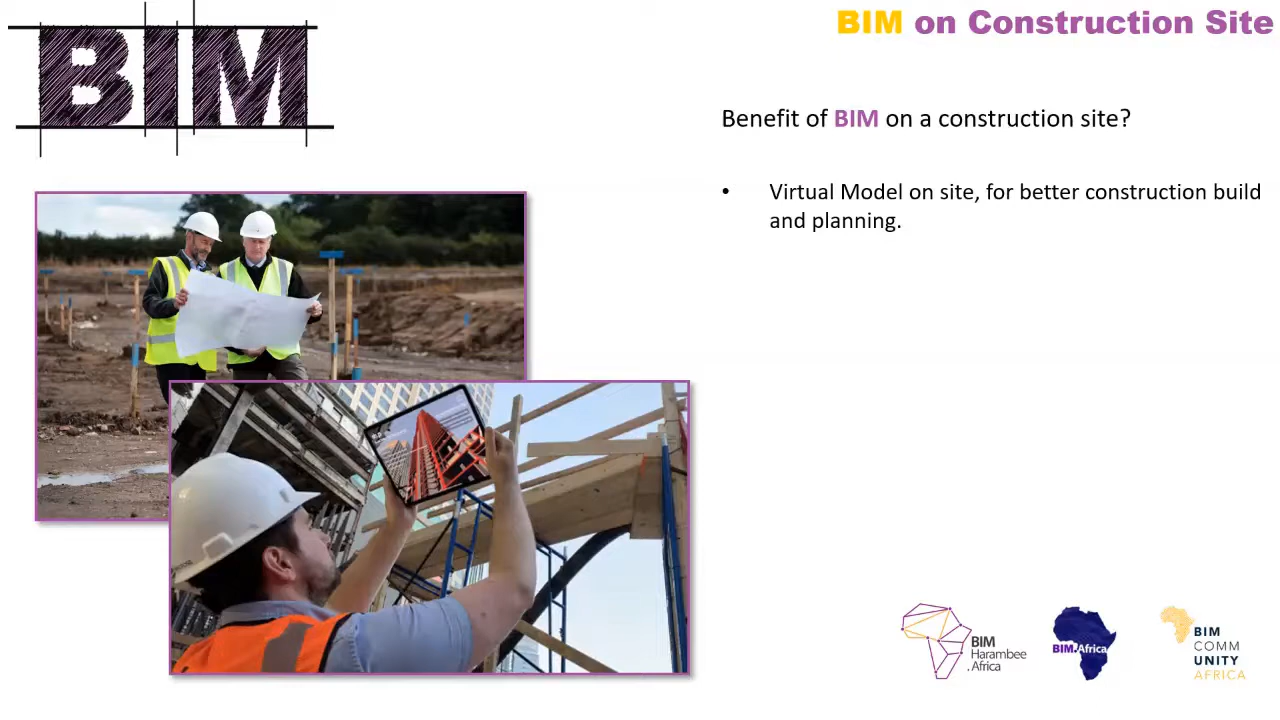 BIM
BIM on Construction Site
Benefit of BIM on a construction site?
• Virtual Model on site, for better construction build
and planning.
BIM
Harambee
.Africa
BIM.Africa
BIM
COMM
UNITY
AFRICA